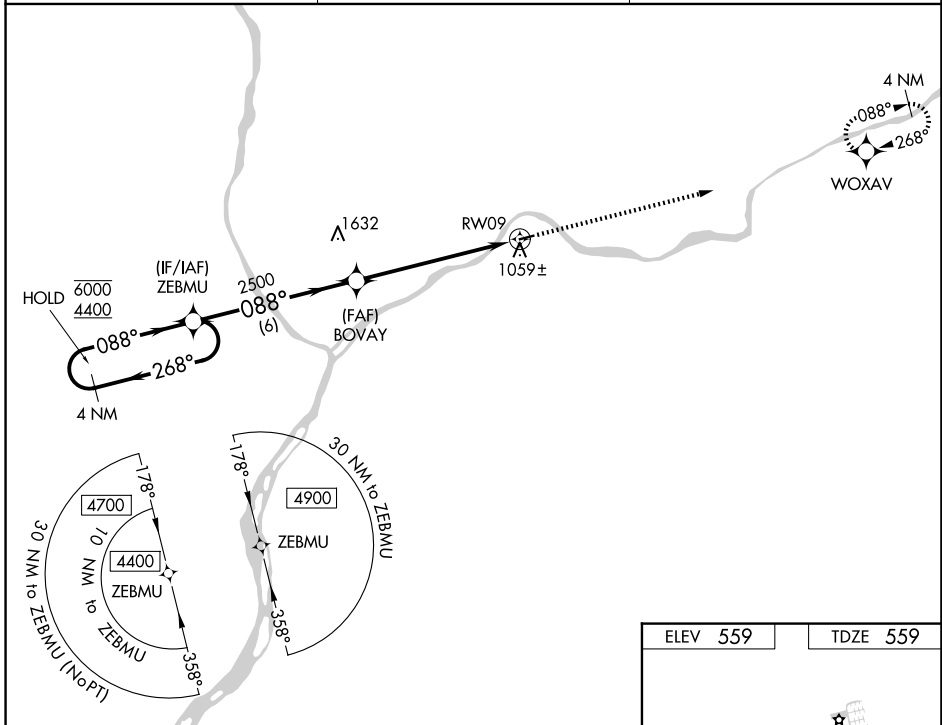 4 NM
088°
268°
WOXAV
1632
RW09
1059±
(IF/IAF)
ZEBMU
HOLD
6000
4400
2500
088°
(6)
(FAF)
BOVAY
088°
268°
4 NM
178°
4700
10 NM to ZEBMU
4400
ZEBMU
358°
30 NM to ZEBMU (NoPT)
178°
30 NM to ZEBMU
4900
ZEBMU
358°
ELEV 559
TDZE 559